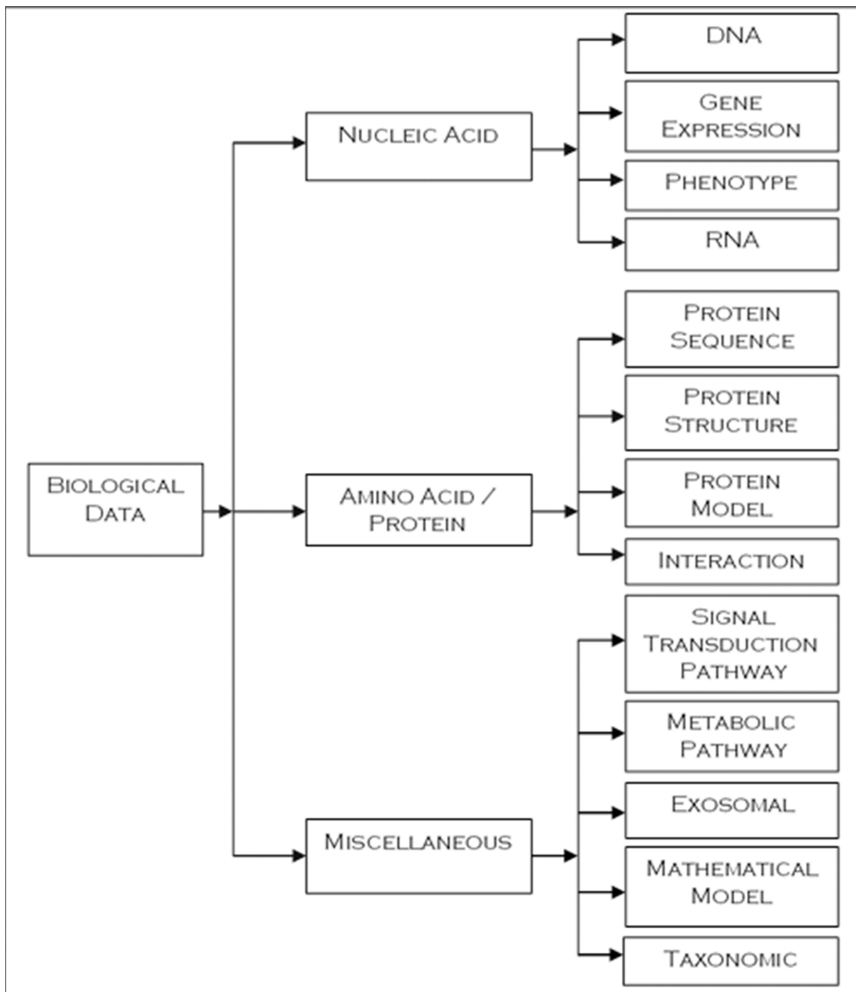 DNA
GENE
EXPRESSION
NUCLEIC ACID
PHENOTYPE
RNA
PROTEIN
SEQUENCE
PROTEIN
STRUCTURE
BIOLOGICAL
DATA
AMINO ACID /
PROTEIN
PROTEIN
MODEL
INTERACTION
SIGNAL
TRANSDUCTION
PATHWAY
METABOLIC
PATHWAY
EXOSOMAL
MISCELLANEOUS
MATHEMATICAL
MODEL
TAXONOMIC